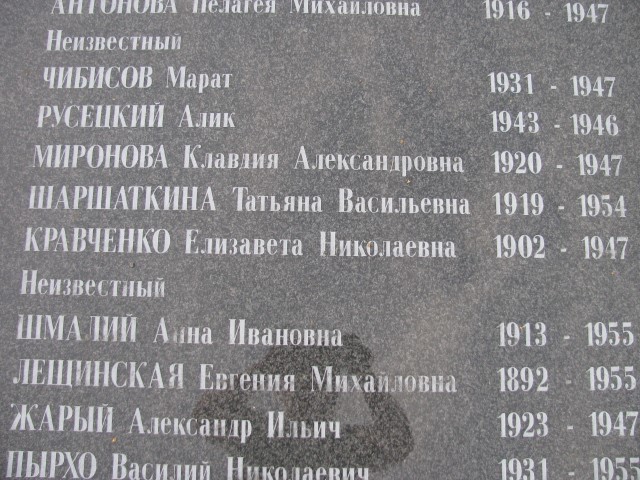 АНТОНОВА Пелагея Михайловна 1916 - 1947
Неизвестный
ЧИБИСОВ Марат 1931 - 1947
РУСЕЦКИЙ Алик 1943 - 1946
МИРОНОВА Клавдия Александровна 1920 - 1947
ШАРШАТКИНА Татьяна Васильевна 1919 - 1954
КРАВЧЕНКО Елизавета Николаевна 1902 - 1947
Неизвестный
ШМАЛИЙ Анна Ивановна 1913 - 1955
ЛЕЩИНСКАЯ Евгения Михайловна 1892 - 1955
ЖАРЫЙ Александр Ильич 1923 - 1947
ПЫРХО Василий Николаевич 1931 - 1955